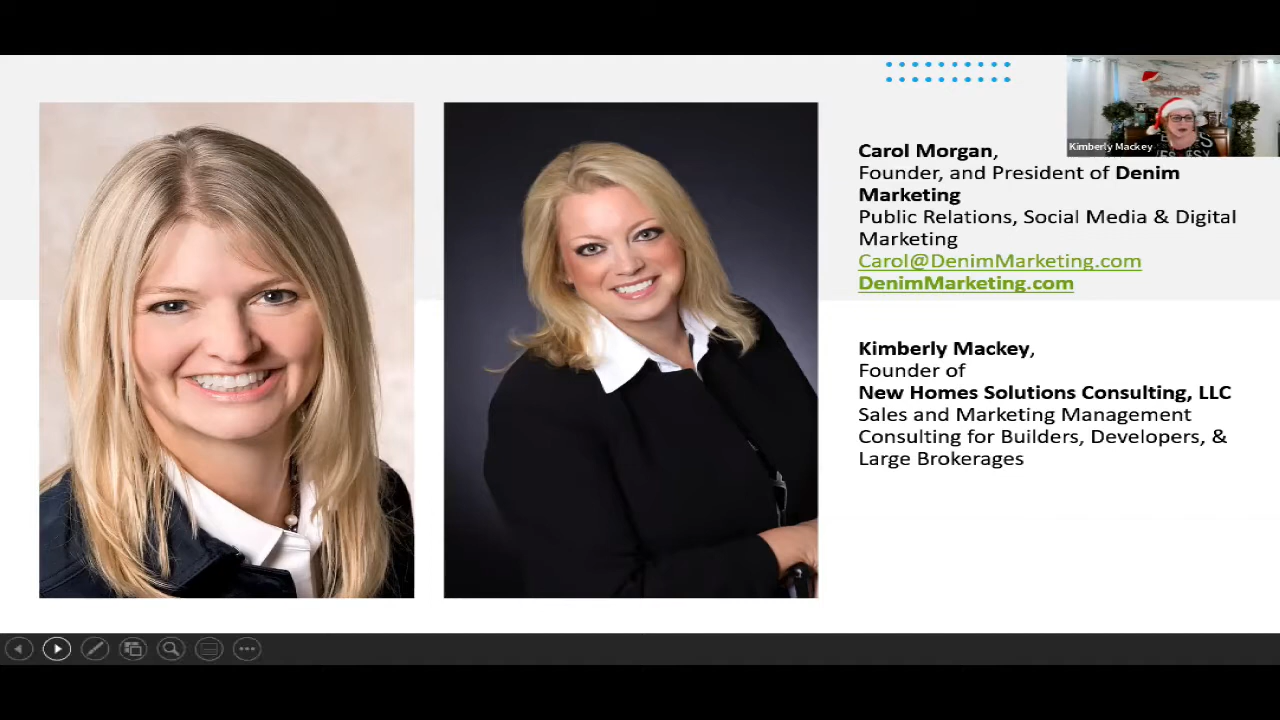 Carol Morgan,
Founder, and President of Denim
Marketing
Public Relations, Social Media & Digital
Marketing
Carol@DenimMarketing.com
DenimMarketing.com
Kimberly Mackey,
Founder of
New Homes Solutions Consulting, LLC
Sales and Marketing Management
Consulting for Builders, Developers, &
Large Brokerages
Kimberly Mackey